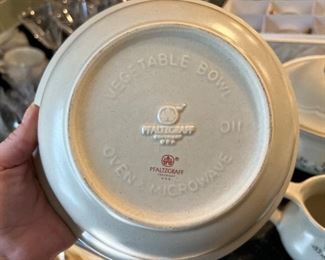 VEGETABLE BOWL
PFALTZGRAFF
011
PFALTZGRAFF
OVEN & MICROWAVE